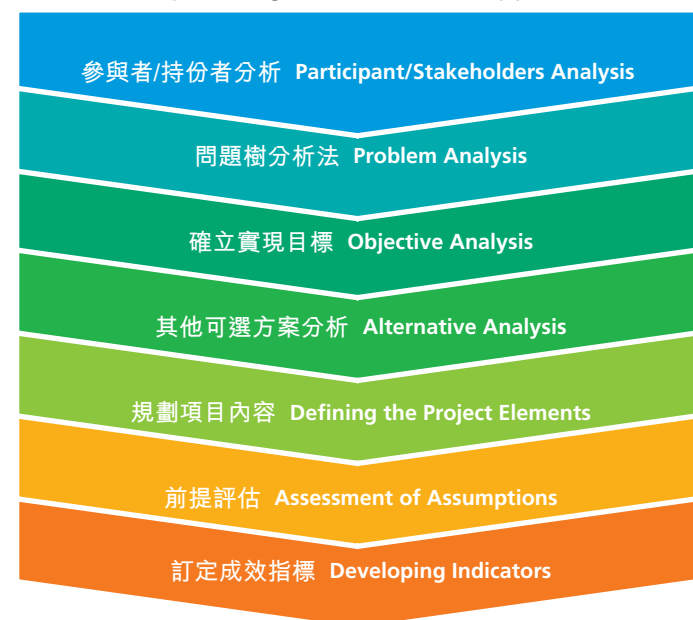 參與者/持份者分析 Participant/Stakeholders Analysis
問題樹分析法 Problem Analysis
確立實現目標 Objective Analysis
其他可選方案分析 Alternative Analysis
規劃項目內容 Defining the Project Elements
前提評估 Assessment of Assumptions
訂定成效指標 Developing Indicators